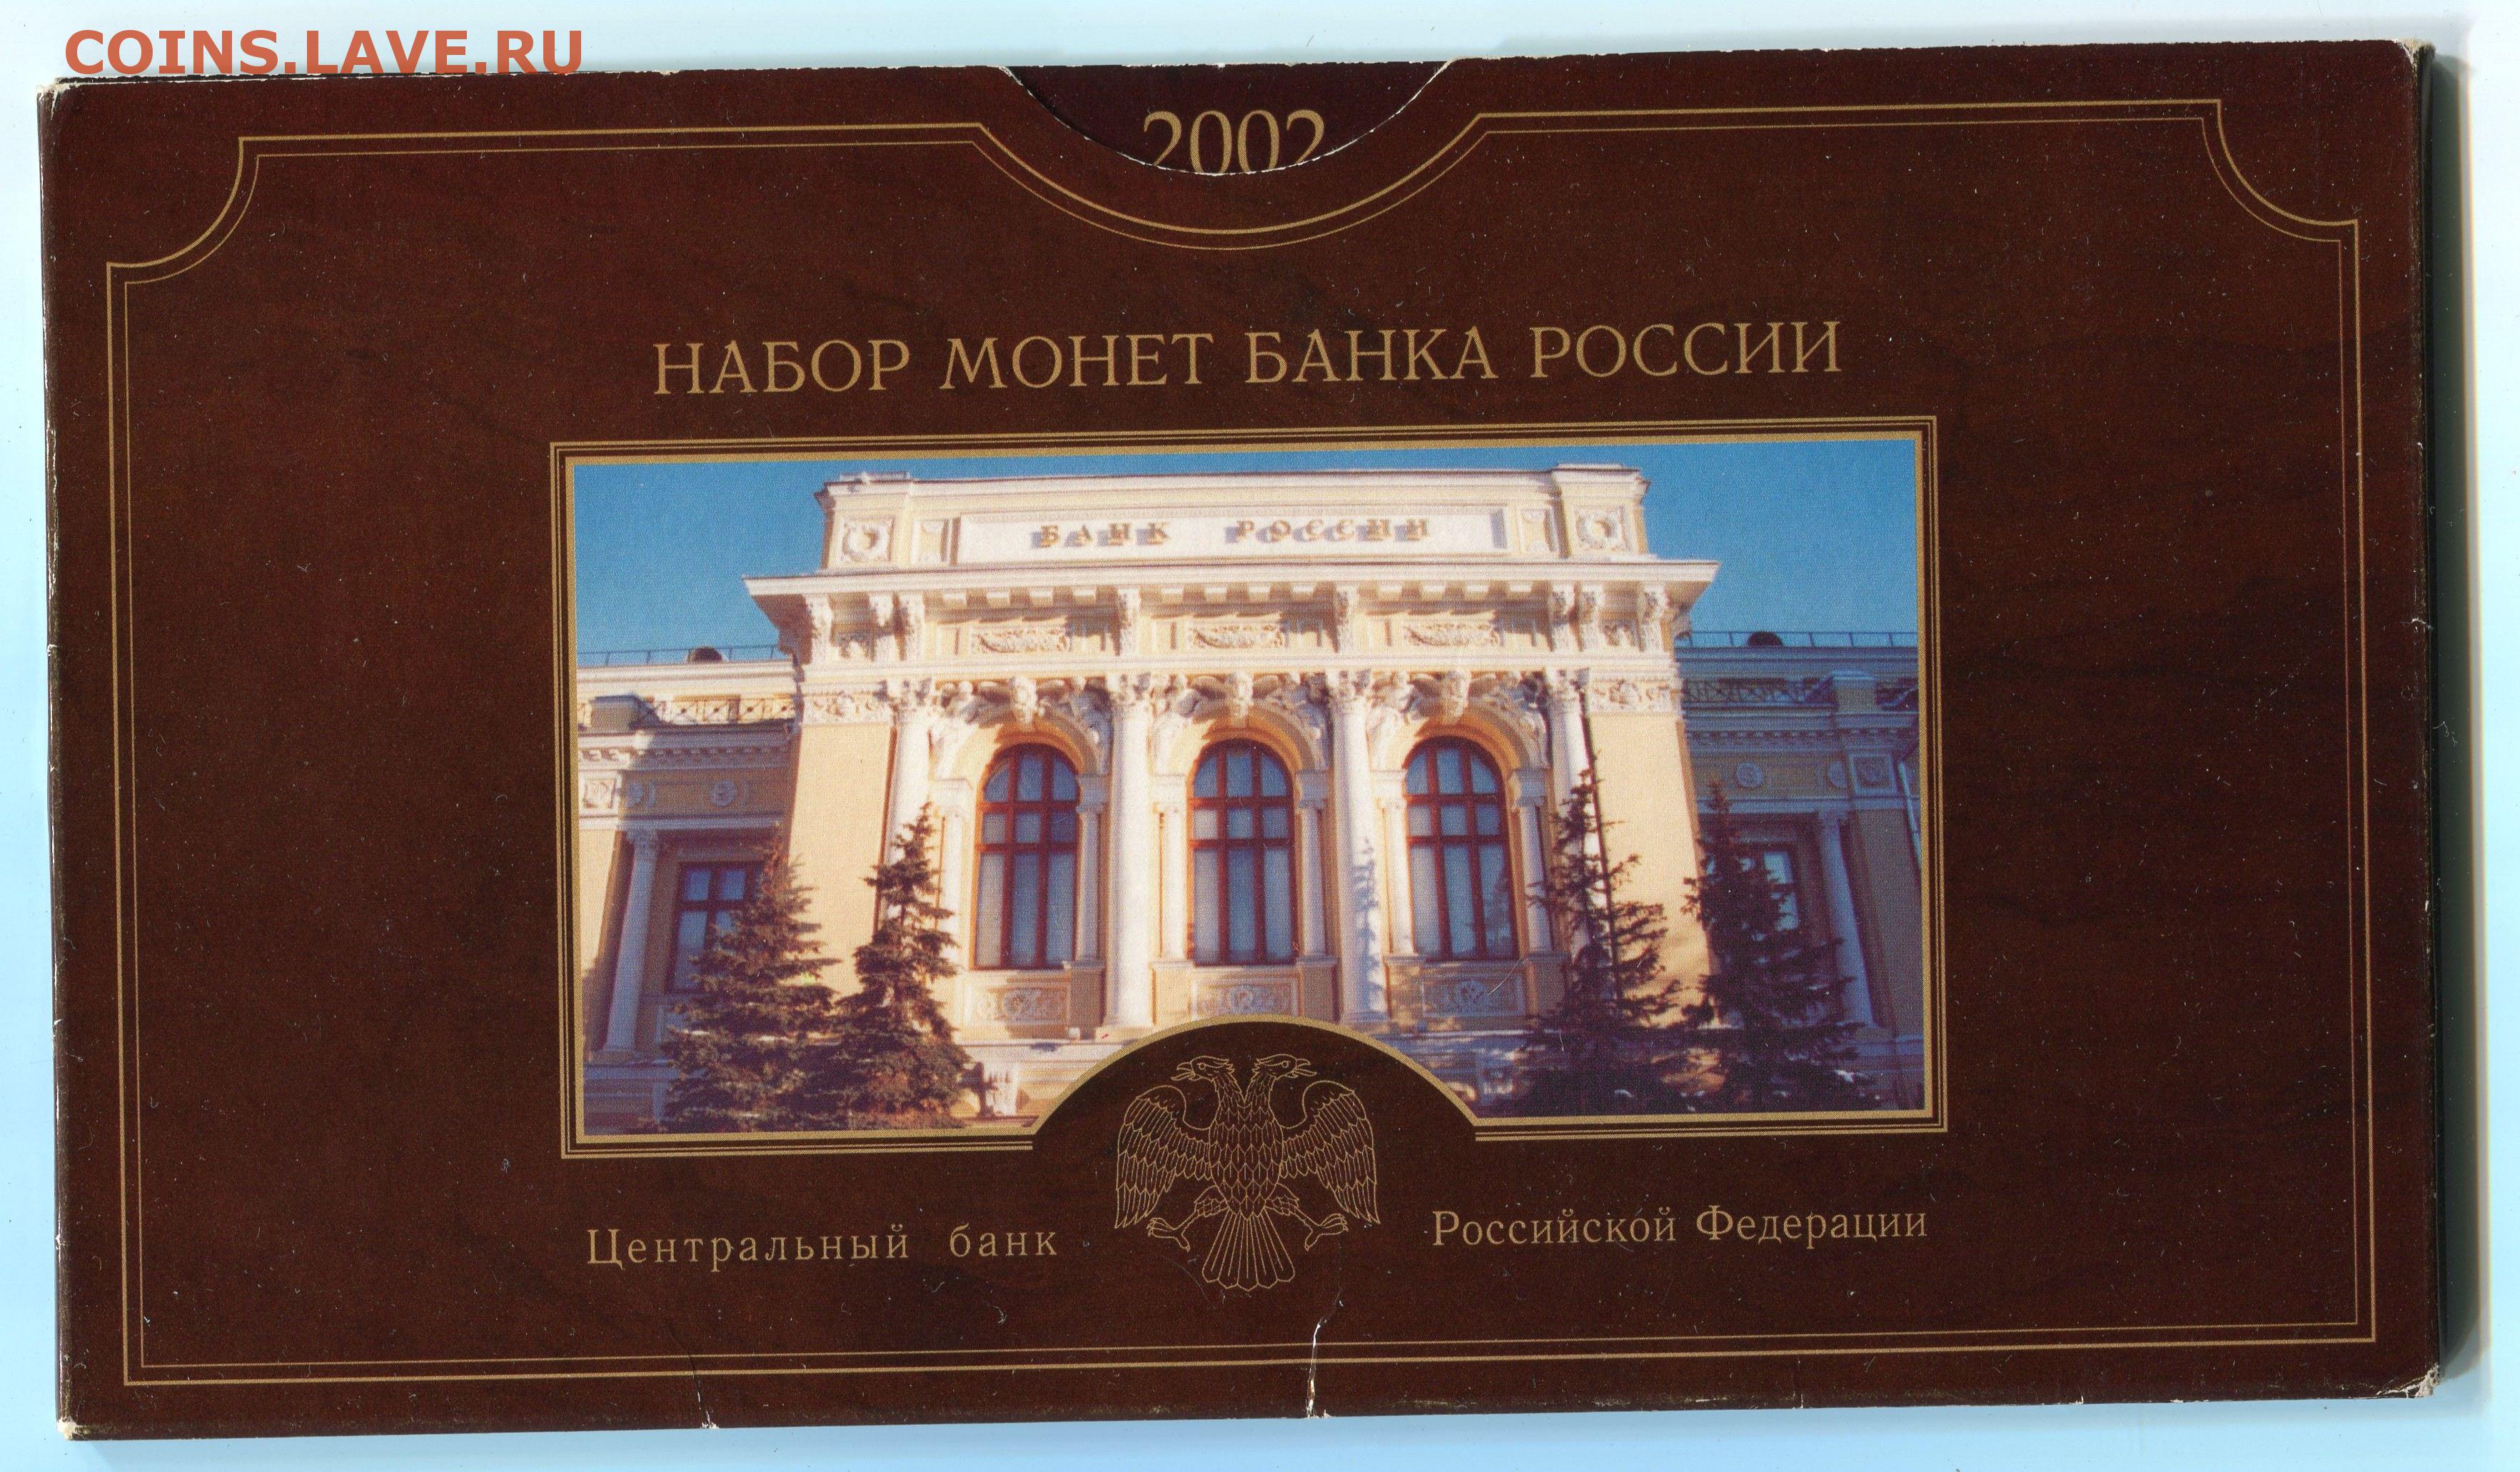 COINS.LAVE.RU
2002
НАБОР МОНЕТ БАНКА РОССИИ
БАНК РОССИИ
Центральный банк Российской Федерации